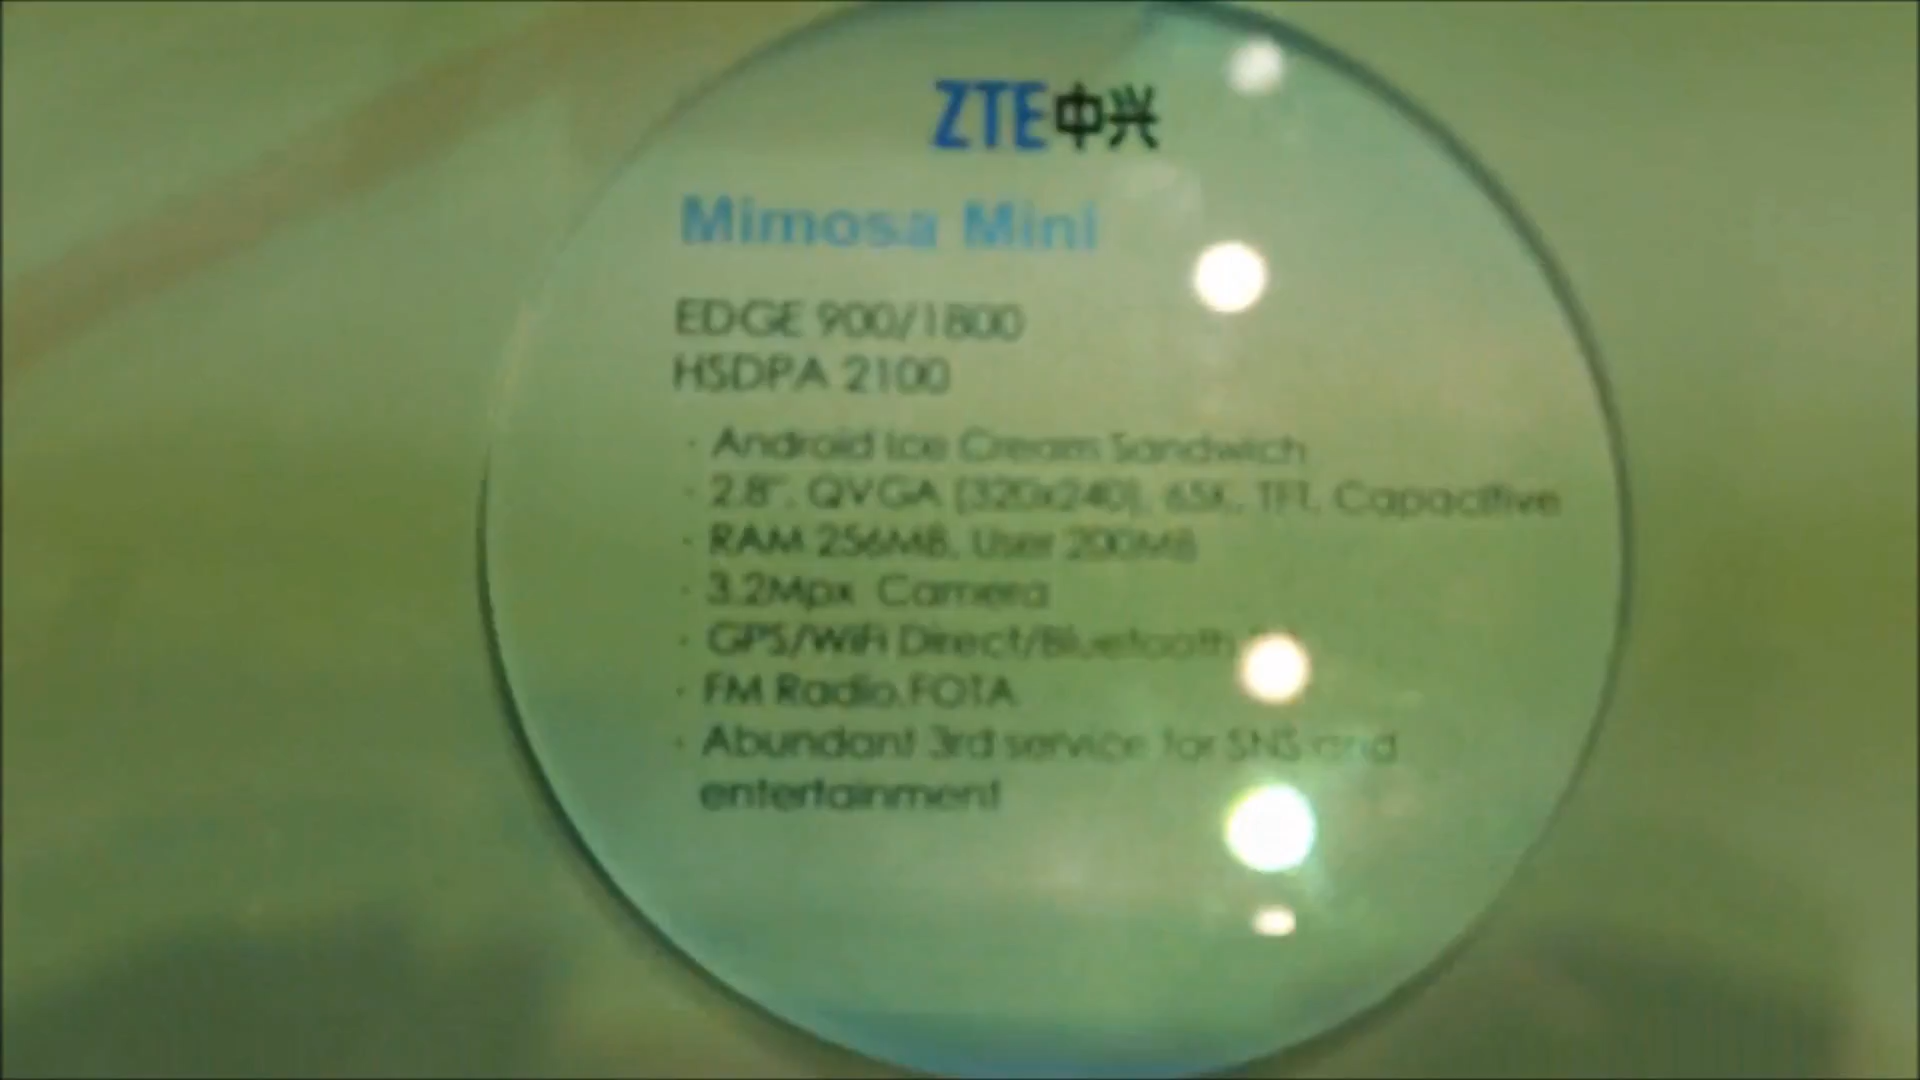 ZTE中兴
Mimosa Mini
EDGE 900/1800
HSDPA 2100
· Android Ice Cream Sandwich
· 2.8", QVGA (320x240), 65K, TFT, Capacitive
· RAM 256MB, User 200MB
· 3.2Mpx Camera
· GPS/WiFi Direct/Bluetooth
· FM Radio,FOTA
· Abundant 3rd service for SNS and
entertainment